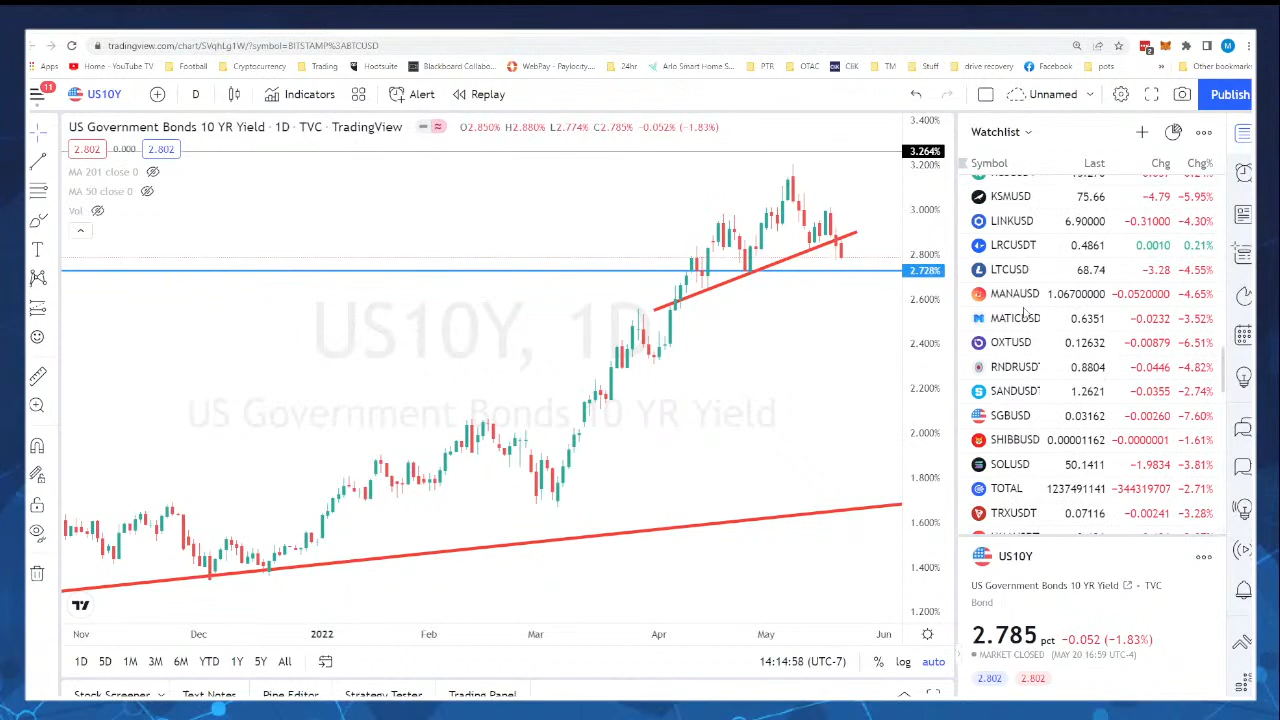 tradingview.com/chart/SVqhLg1W/?symbol=BITSTAMP%3ABTCUSD
Apps Home - YouTube TV Football Cryptocurrency Trading Hootsuite Blackboard Collabo... WebPay - Paylocity... 24hr Arlo Smart Home S... PTR OTAC CliK TM Stuff drive recovery Facebook » Other bookmarks
11 US10Y D Indicators Alert Replay Unnamed Publish
US Government Bonds 10 YR Yield · 1D · TVC · TradingView O2.850% H2.880% L2.774% C2.785% −0.052% (−1.83%)
2.802 0.000 2.802
MA 201 close 0
MA 50 close 0
Vol
US10Y, 1D
US Government Bonds 10 YR Yield
3.400%
3.264%
3.200%
3.000%
2.800%
2.728%
2.600%
2.400%
2.200%
2.000%
1.800%
1.600%
1.400%
1.200%
Nov Dec 2022 Feb Mar Apr May Jun
1D 5D 1M 3M 6M YTD 1Y 5Y All 14:14:58 (UTC-7) % log auto
Stock Screener Text Notes Pine Editor Strategy Tester Trading Panel
Watchlist
Symbol Last Chg Chg%
KSMUSD 75.66 −4.79 −5.95%
LINKUSD 6.90000 −0.31000 −4.30%
LRCUSDT 0.4861 0.0010 0.21%
LTCUSD 68.74 −3.28 −4.55%
MANAUSD 1.06700000 −0.0520000 −4.65%
MATICUSD 0.6351 −0.0232 −3.52%
OXTUSD 0.12632 −0.00879 −6.51%
RNDRUSDT 0.8804 −0.0446 −4.82%
SANDUSD 1.2621 −0.0355 −2.74%
SGBUSD 0.03162 −0.00260 −7.60%
SHIBBUSD 0.00001162 −0.0000001 −1.61%
SOLUSD 50.1411 −1.9834 −3.81%
TOTAL 1237491141 −344319707 −2.71%
TRXUSDT 0.07116 −0.00241 −3.28%
US10Y
US Government Bonds 10 YR Yield · TVC
Bond
2.785 pct −0.052 (−1.83%)
MARKET CLOSED (MAY 20 16:59 UTC-4)
2.802 2.802